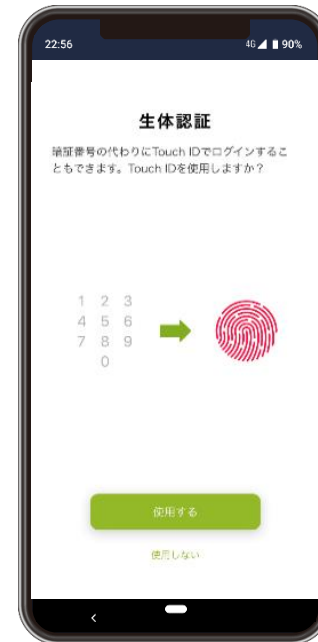 22:56 4G 90%
生体認証
暗証番号の代わりにTouch IDでログインするこ
ともできます。Touch IDを使用しますか？
1 2 3
4 5 6
7 8 9
0
使用する
使用しない